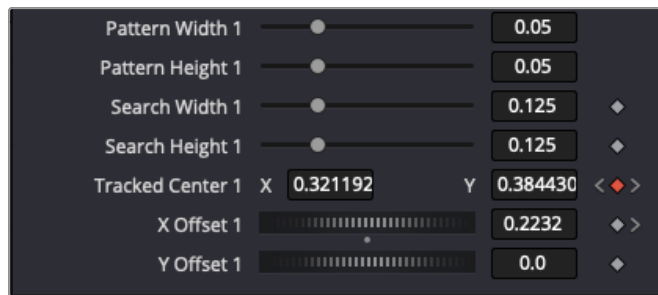 Pattern Width 1 0.05
Pattern Height 1 0.05
Search Width 1 0.125
Search Height 1 0.125
Tracked Center 1 X 0.321192 Y 0.384430
X Offset 1 0.2232
Y Offset 1 0.0